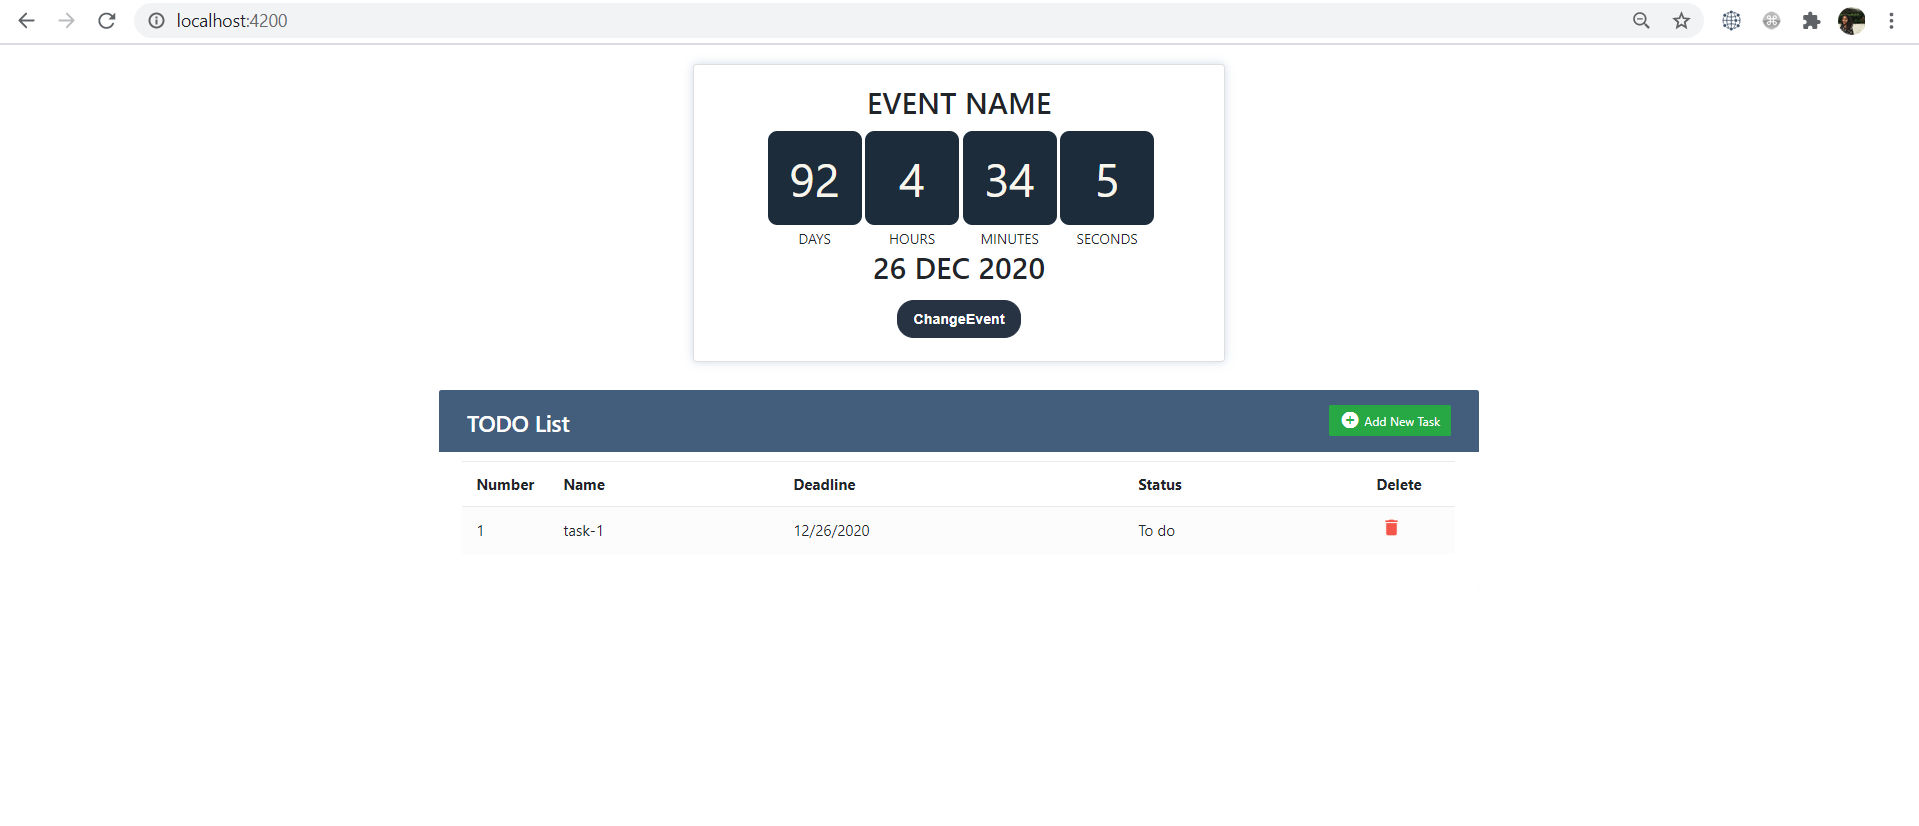 localhost:4200
EVENT NAME
92 4 34 5
DAYS HOURS MINUTES SECONDS
26 DEC 2020
ChangeEvent
TODO List
Add New Task
Number Name Deadline Status Delete
1 task-1 12/26/2020 To do